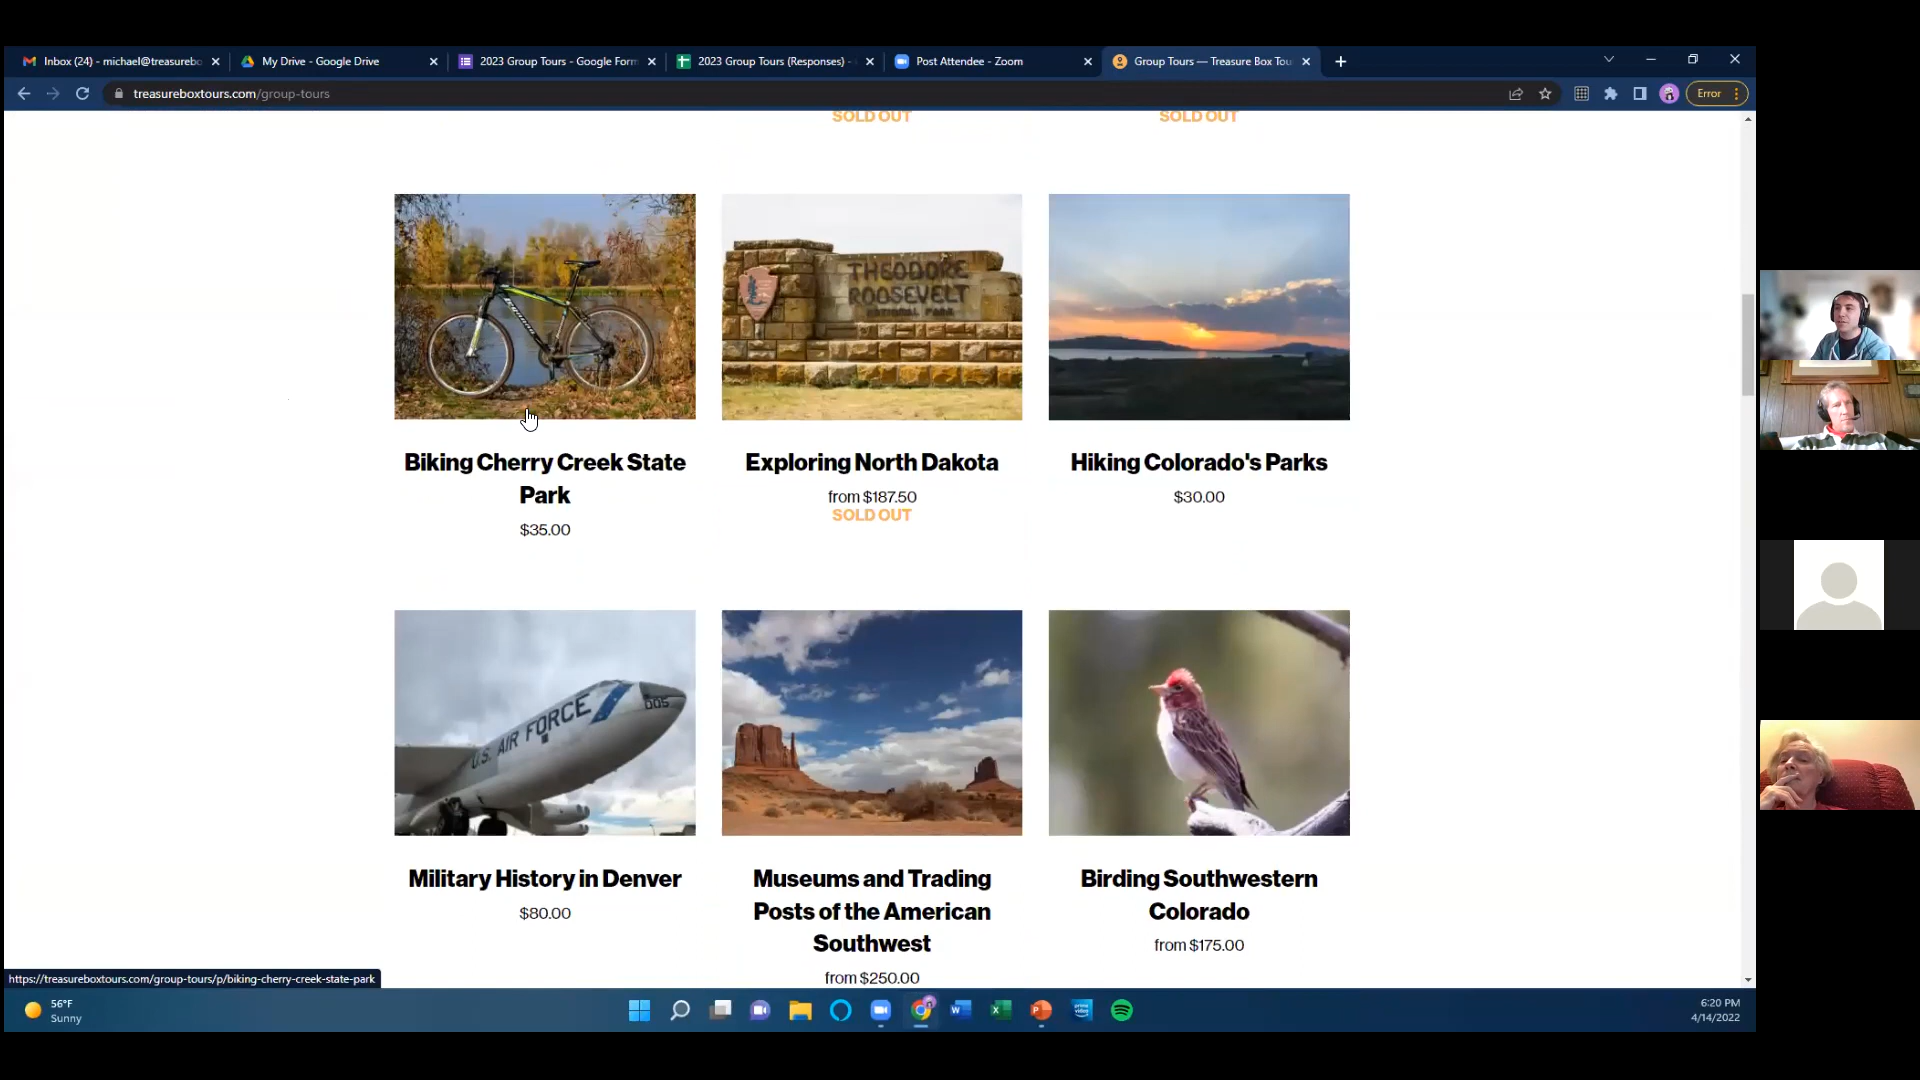 Inbox (24) - michael@treasurebo
My Drive - Google Drive
2023 Group Tours - Google Form
2023 Group Tours (Responses) -
Post Attendee - Zoom
Group Tours — Treasure Box Tou
treasureboxtours.com/group-tours
Error
SOLD OUT
SOLD OUT
THEODORE
ROOSEVELT
NATIONAL PARK
Biking Cherry Creek State
Park
$35.00
Exploring North Dakota
from $187.50
SOLD OUT
Hiking Colorado's Parks
$30.00
U.S. AIR FORCE
005
Military History in Denver
$80.00
Museums and Trading
Posts of the American
Southwest
from $250.00
Birding Southwestern
Colorado
from $175.00
https://treasureboxtours.com/group-tours/p/biking-cherry-creek-state-park
56°F
Sunny
6:20 PM
4/14/2022